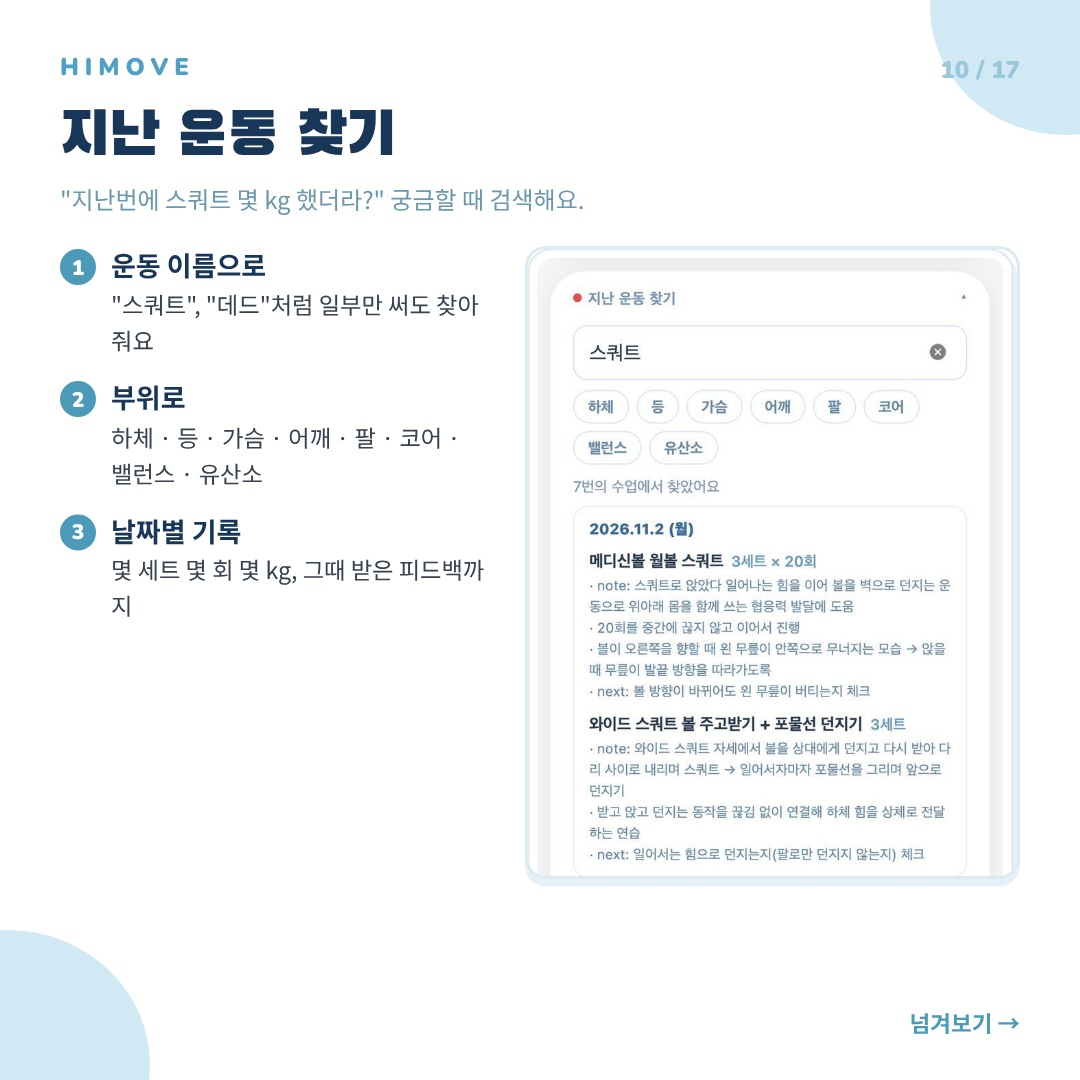 HIMOVE
10 / 17
지난 운동 찾기
"지난번에 스쿼트 몇 kg 했더라?" 궁금할 때 검색해요.
1 운동 이름으로
"스쿼트", "데드"처럼 일부만 써도 찾아
줘요
2 부위로
하체 · 등 · 가슴 · 어깨 · 팔 · 코어 ·
밸런스 · 유산소
3 날짜별 기록
몇 세트 몇 회 몇 kg, 그때 받은 피드백까
지
지난 운동 찾기
스쿼트
하체 등 가슴 어깨 팔 코어
밸런스 유산소
7번의 수업에서 찾았어요
2026.11.2 (월)
메디신볼 월볼 스쿼트 3세트 × 20회
· note: 스쿼트로 앉았다 일어나는 힘을 이어 볼을 벽으로 던지는 운
동으로 위아래 몸을 함께 쓰는 협응력 발달에 도움
· 20회를 중간에 끊지 않고 이어서 진행
· 볼이 오른쪽을 향할 때 왼 무릎이 안쪽으로 무너지는 모습 → 앉을
때 무릎이 발끝 방향을 따라가도록
· next: 볼 방향이 바뀌어도 왼 무릎이 버티는지 체크
와이드 스쿼트 볼 주고받기 + 포물선 던지기 3세트
· note: 와이드 스쿼트 자세에서 볼을 상대에게 던지고 다시 받아 다
리 사이로 내리며 스쿼트 → 일어서자마자 포물선을 그리며 앞으로
던지기
· 받고 앉고 던지는 동작을 끊김 없이 연결해 하체 힘을 상체로 전달
하는 연습
· next: 일어서는 힘으로 던지는지(팔로만 던지지 않는지) 체크
넘겨보기 →